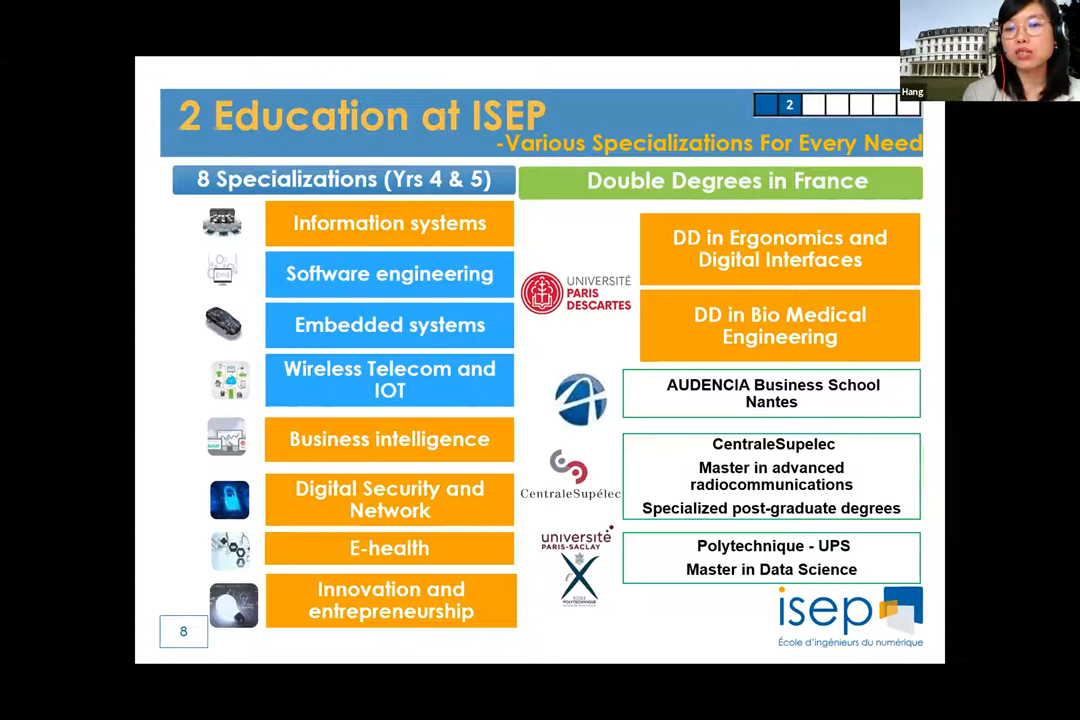 Hang
2 Education at ISEP
2
-Various Specializations For Every Need
8 Specializations (Yrs 4 & 5)
Information systems
Software engineering
Embedded systems
Wireless Telecom and
IOT
Business intelligence
Digital Security and
Network
E-health
Innovation and
entrepreneurship
8
Double Degrees in France
UNIVERSITÉ
PARIS
DESCARTES
DD in Ergonomics and
Digital Interfaces
DD in Bio Medical
Engineering
AUDENCIA Business School
Nantes
CentraleSupélec
CentraleSupelec
Master in advanced
radiocommunications
Specialized post-graduate degrees
université
PARIS-SACLAY
ÉCOLE
POLYTECHNIQUE
Polytechnique - UPS
Master in Data Science
isep
École d'ingénieurs du numérique